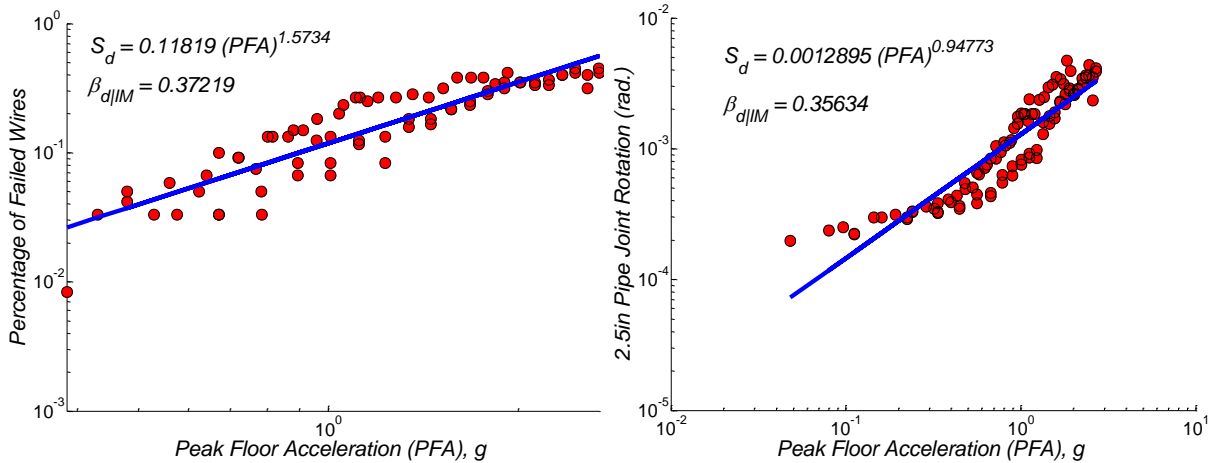 10^0
S_d = 0.11819 (PFA)^1.5734
β_d|IM = 0.37219
10^-1
10^-2
10^-3
10^0
Percentage of Failed Wires
Peak Floor Acceleration (PFA), g
10^-2
S_d = 0.0012895 (PFA)^0.94773
β_d|IM = 0.35634
10^-3
10^-4
10^-5
10^-2
10^-1
10^0
10^1
2.5in Pipe Joint Rotation (rad.)
Peak Floor Acceleration (PFA), g